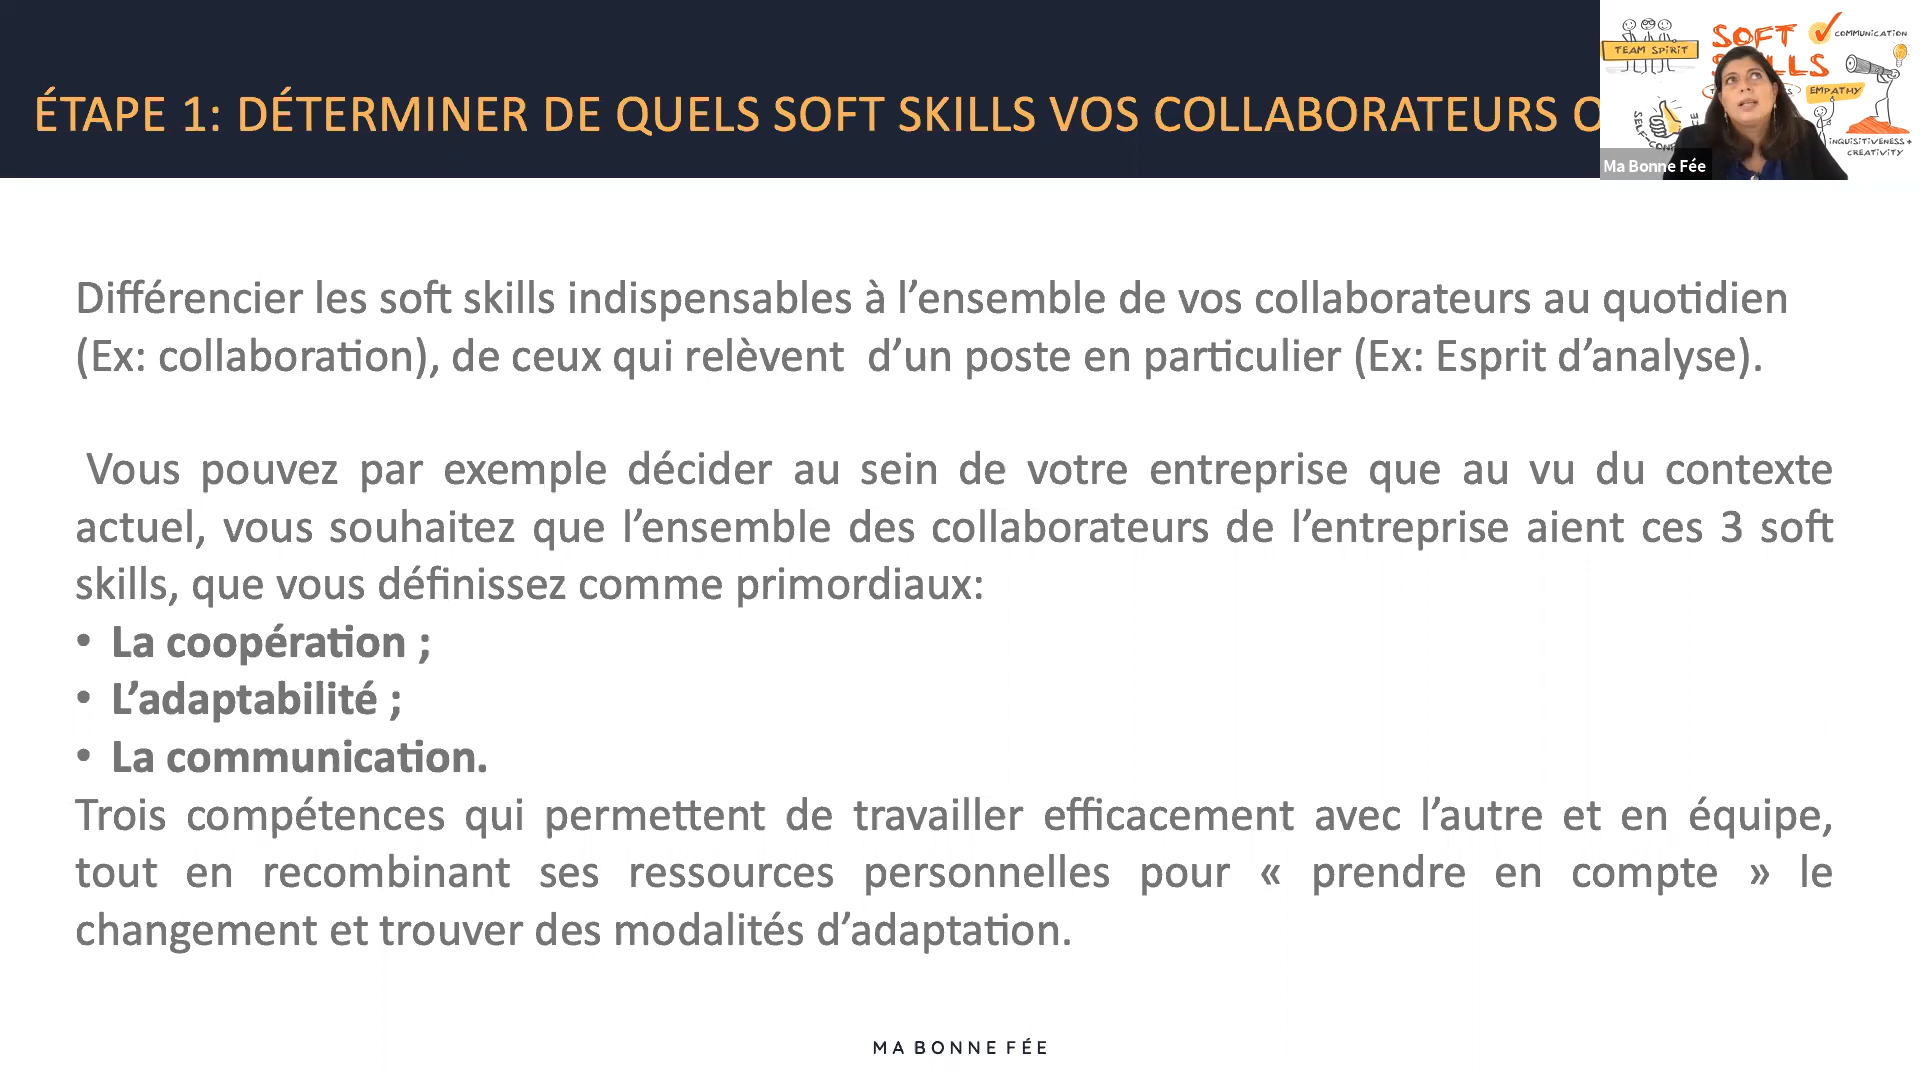 ÉTAPE 1: DÉTERMINER DE QUELS SOFT SKILLS VOS COLLABORATEURS
TEAM SPIRIT
SOFT
COMMUNICATION
EMPATHY
INQUISITIVENESS +
CREATIVITY
Ma Bonne Fée
Différencier les soft skills indispensables à l’ensemble de vos collaborateurs au quotidien
(Ex: collaboration), de ceux qui relèvent d’un poste en particulier (Ex: Esprit d’analyse).
Vous pouvez par exemple décider au sein de votre entreprise que au vu du contexte
actuel, vous souhaitez que l’ensemble des collaborateurs de l’entreprise aient ces 3 soft
skills, que vous définissez comme primordiaux:
• La coopération ;
• L’adaptabilité ;
• La communication.
Trois compétences qui permettent de travailler efficacement avec l’autre et en équipe,
tout en recombinant ses ressources personnelles pour « prendre en compte » le
changement et trouver des modalités d’adaptation.
MA BONNE FÉE